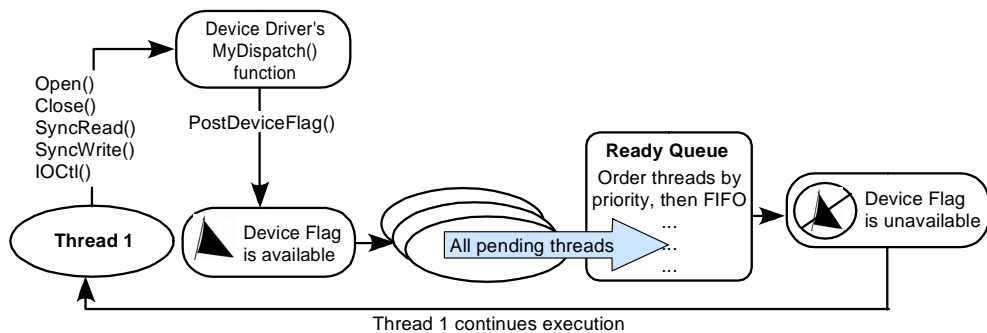 Device Driver's
MyDispatch()
function
Open()
Close()
SyncRead()
SyncWrite()
IOCtl()
PostDeviceFlag()
Thread 1
Device Flag
is available
All pending threads
Ready Queue
Order threads by
priority, then FIFO
...
...
...
Device Flag
is unavailable
Thread 1 continues execution